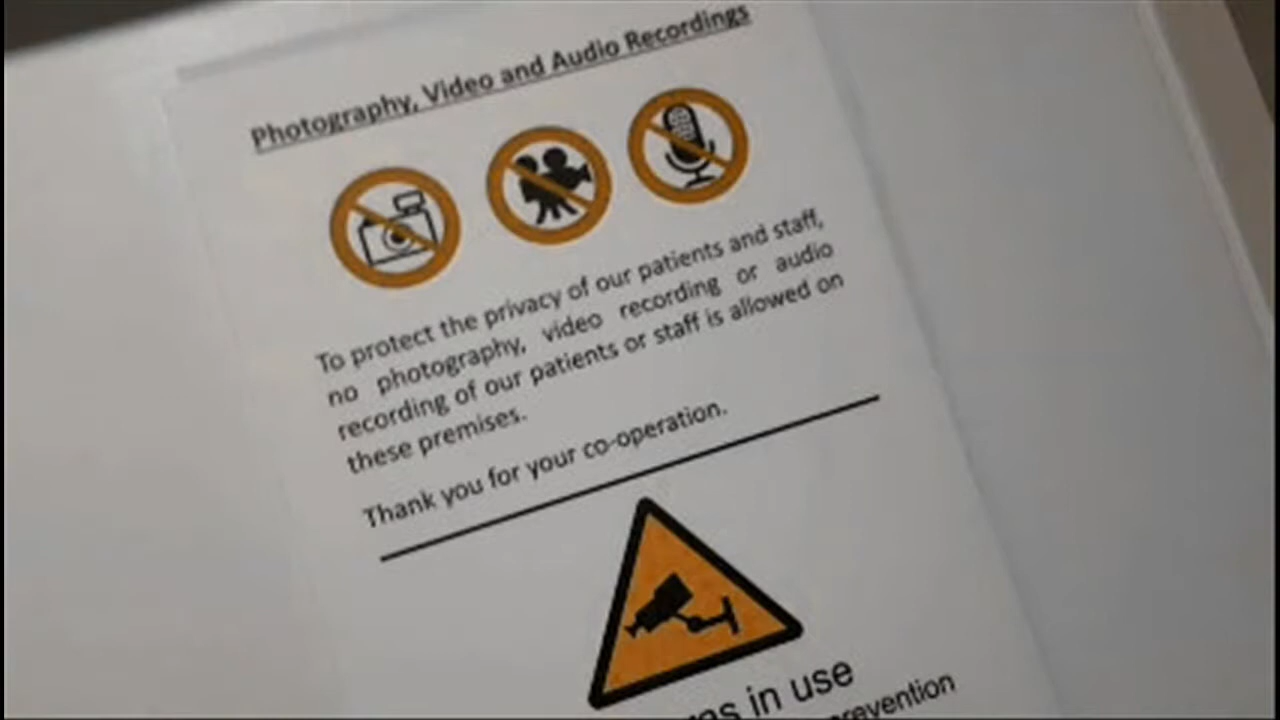 Photography, Video and Audio Recordings
To protect the privacy of our patients and staff,
no photography, video recording or audio
recording of our patients or staff is allowed on
these premises.
Thank you for your co-operation.
in use